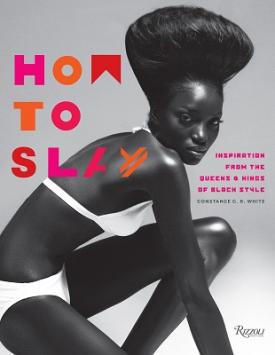 HOW
TO
SLAY
INSPIRATION
FROM THE
QUEENS & KINGS
OF BLACK STYLE
CONSTANCE C. R. WHITE
RIZZOLI